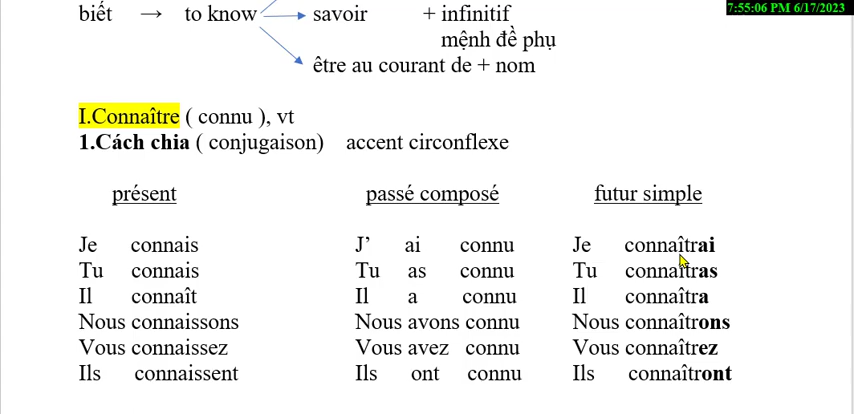 7:55:06 PM 6/17/2023
biết → to know savoir + infinitif
mệnh đề phụ
être au courant de + nom
I.Connaître ( connu ), vt
1.Cách chia ( conjugaison) accent circonflexe
présent passé composé futur simple
Je connais J’ ai connu Je connaîtrai
Tu connais Tu as connu Tu connaîtras
Il connaît Il a connu Il connaîtra
Nous connaissons Nous avons connu Nous connaîtrons
Vous connaissez Vous avez connu Vous connaîtrez
Ils connaissent Ils ont connu Ils connaîtront